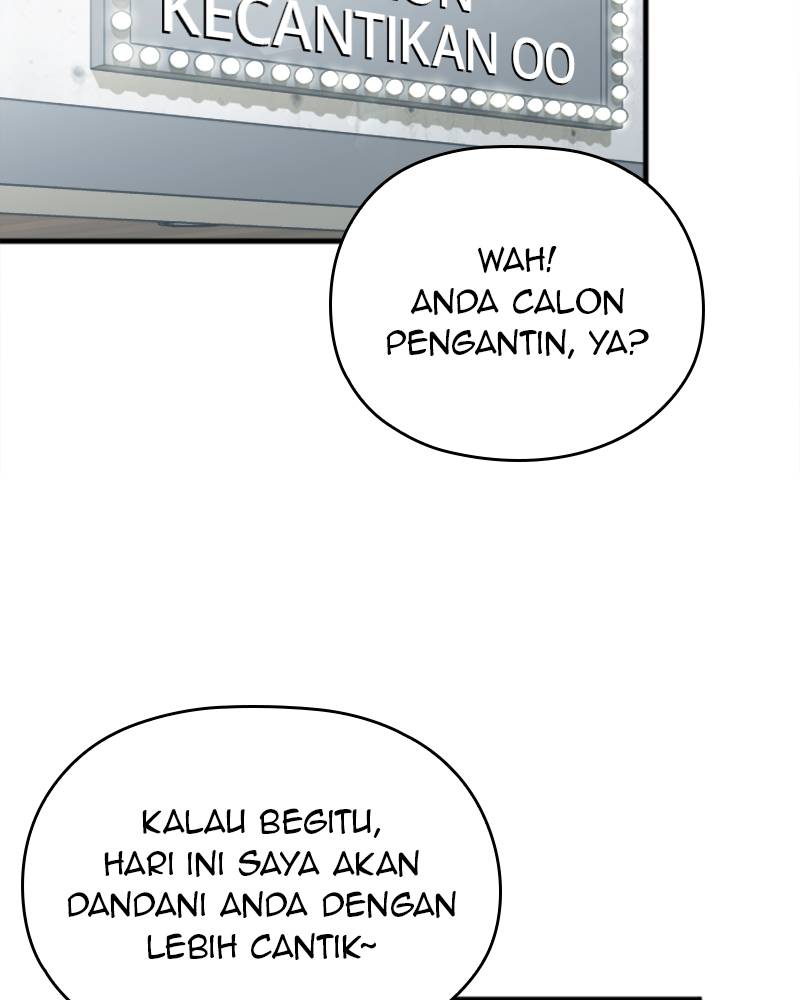 KECANTIKAN OO
WAH!
ANDA CALON
PENGANTIN, YA?
KALAU BEGITU,
HARI INI SAYA AKAN
DANDANI ANDA DENGAN
LEBIH CANTIK~